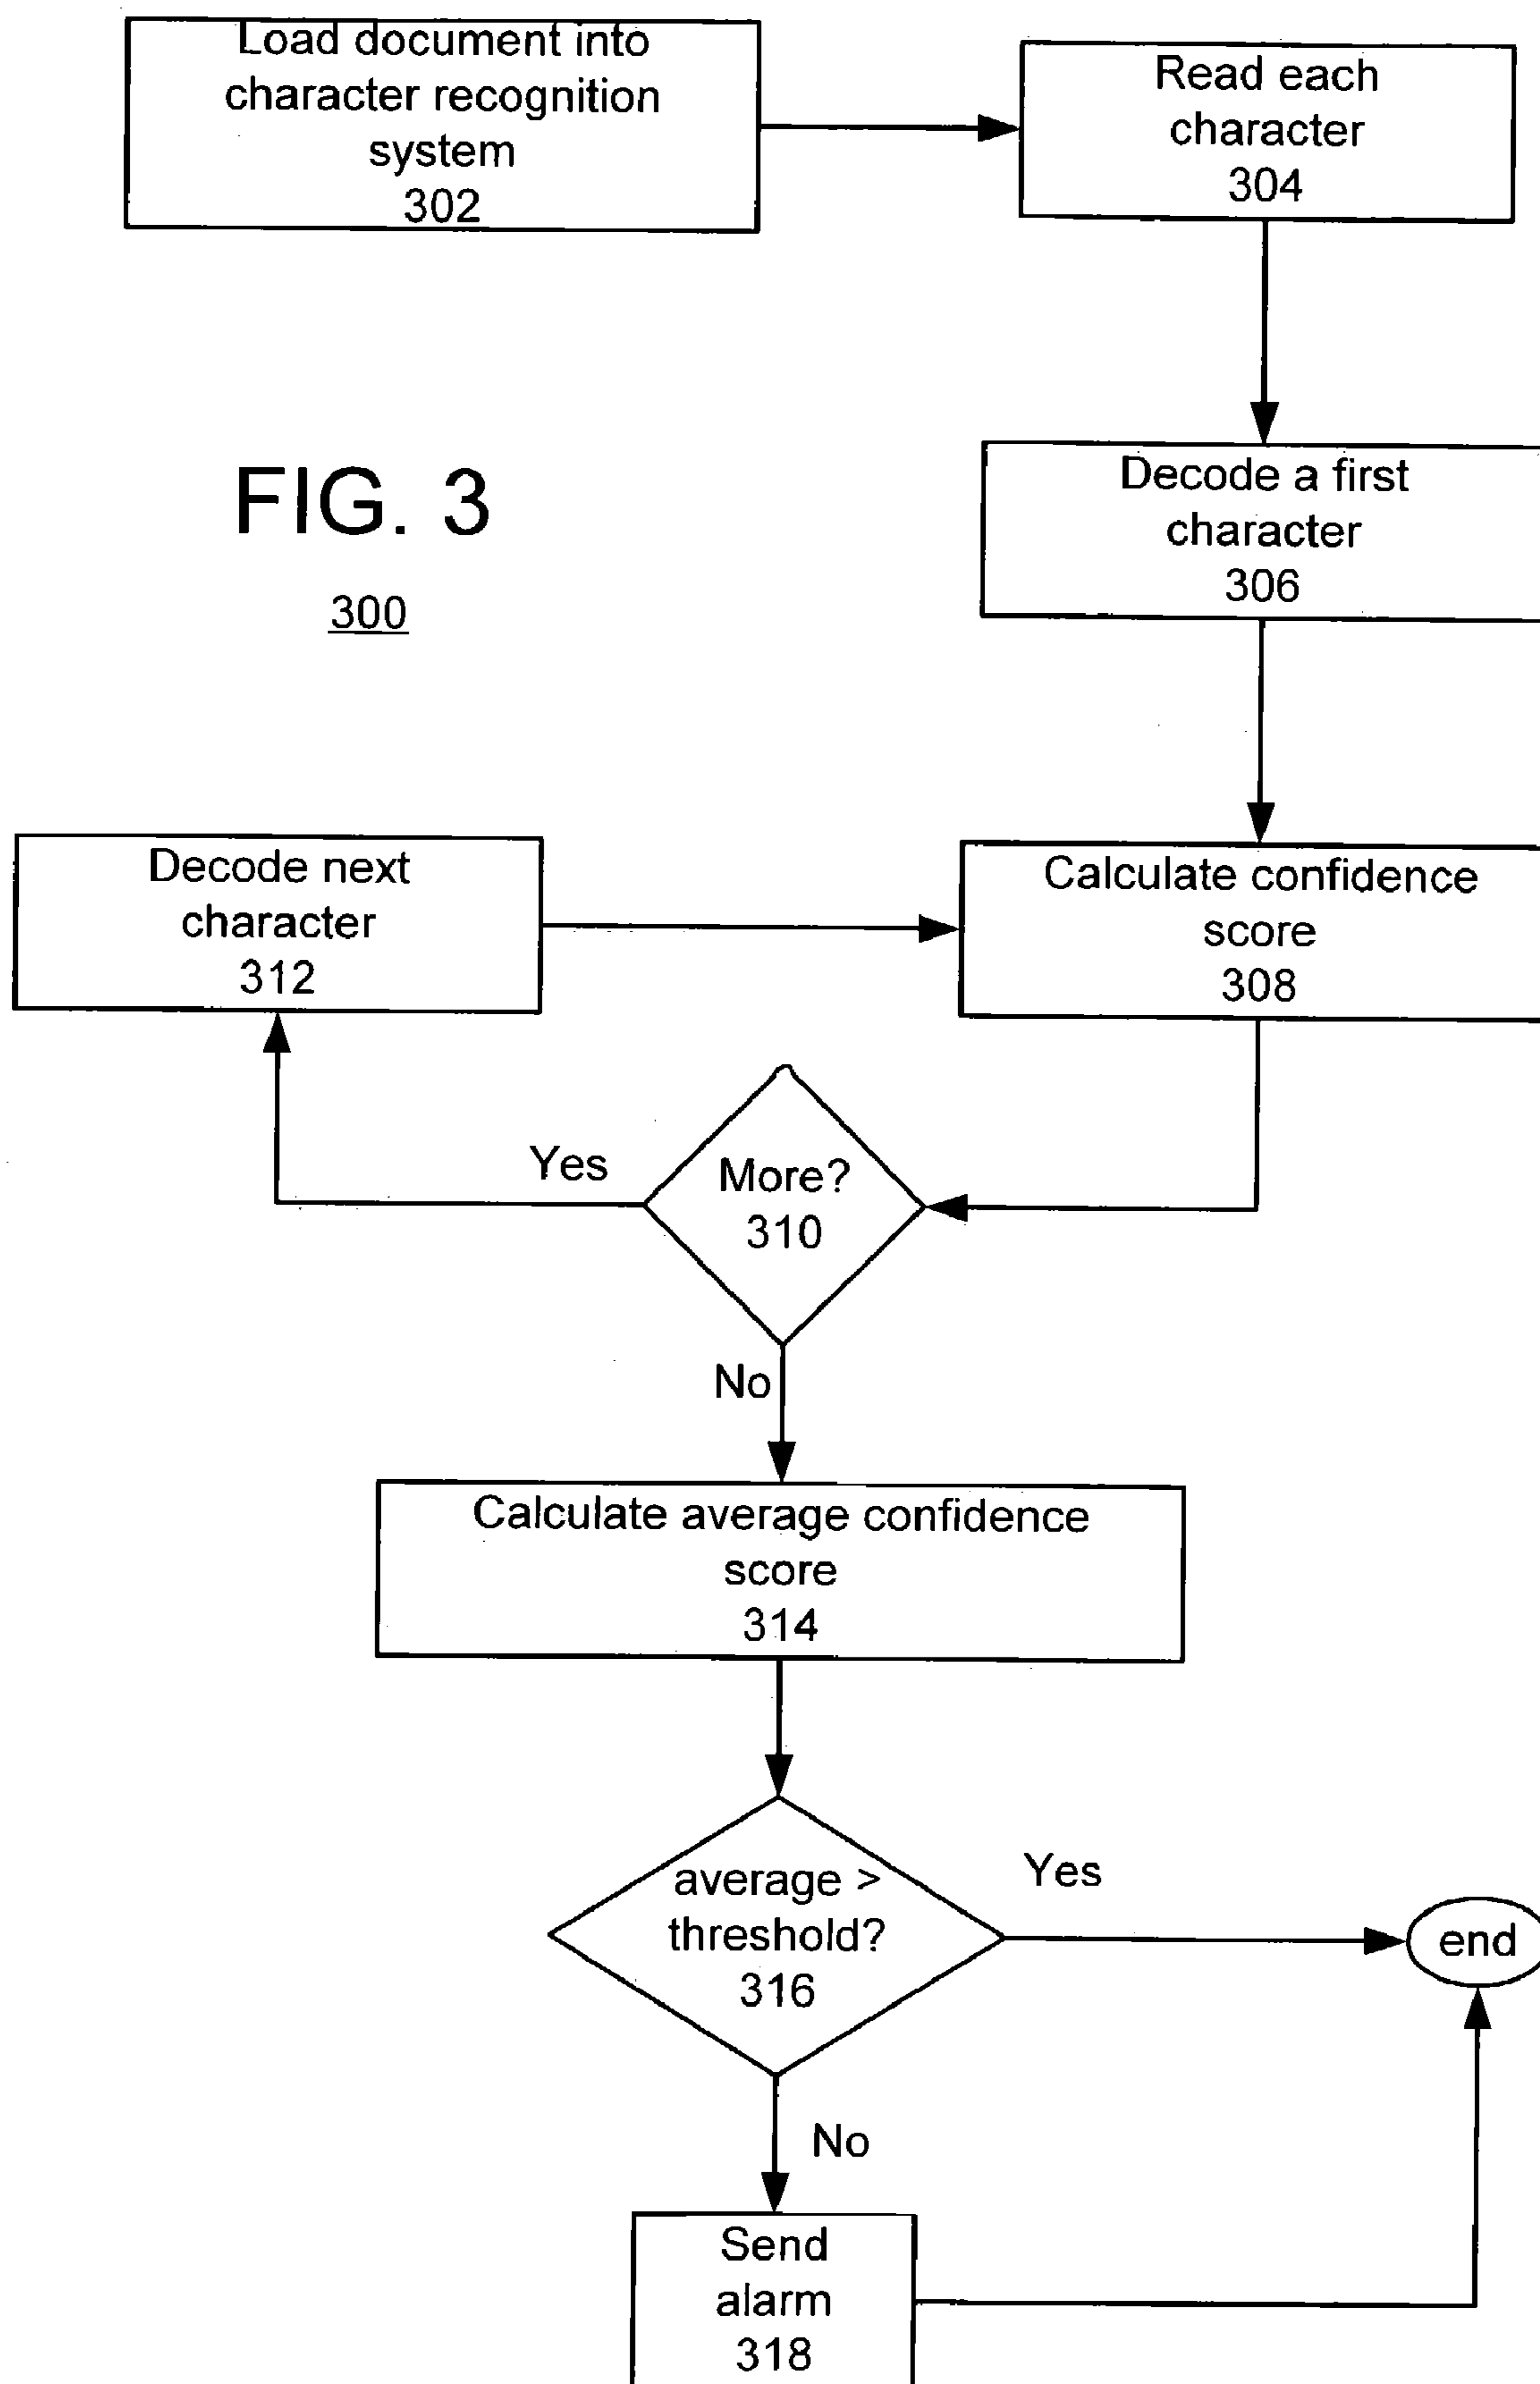 Load document into
character recognition
system
302
Read each
character
304
FIG. 3
300
Decode a first
character
306
Decode next
character
312
Calculate confidence
score
308
Yes
More?
310
No
Calculate average confidence
score
314
average >
threshold?
316
Yes
end
No
Send
alarm
318